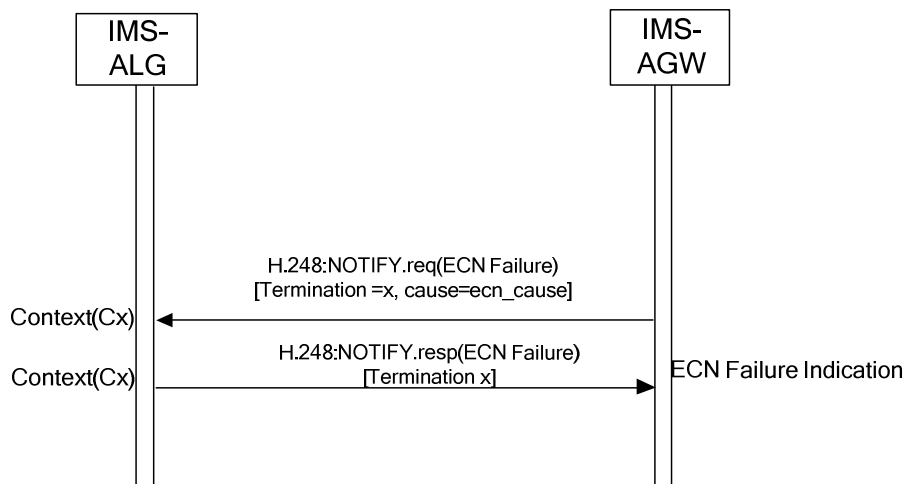 IMS-
ALG
IMS-
AGW
H.248:NOTIFY.req(ECN Failure)
[Termination =x, cause=ecn_cause]
Context(Cx)
H.248:NOTIFY.resp(ECN Failure)
Context(Cx)
[Termination x]
ECN Failure Indication